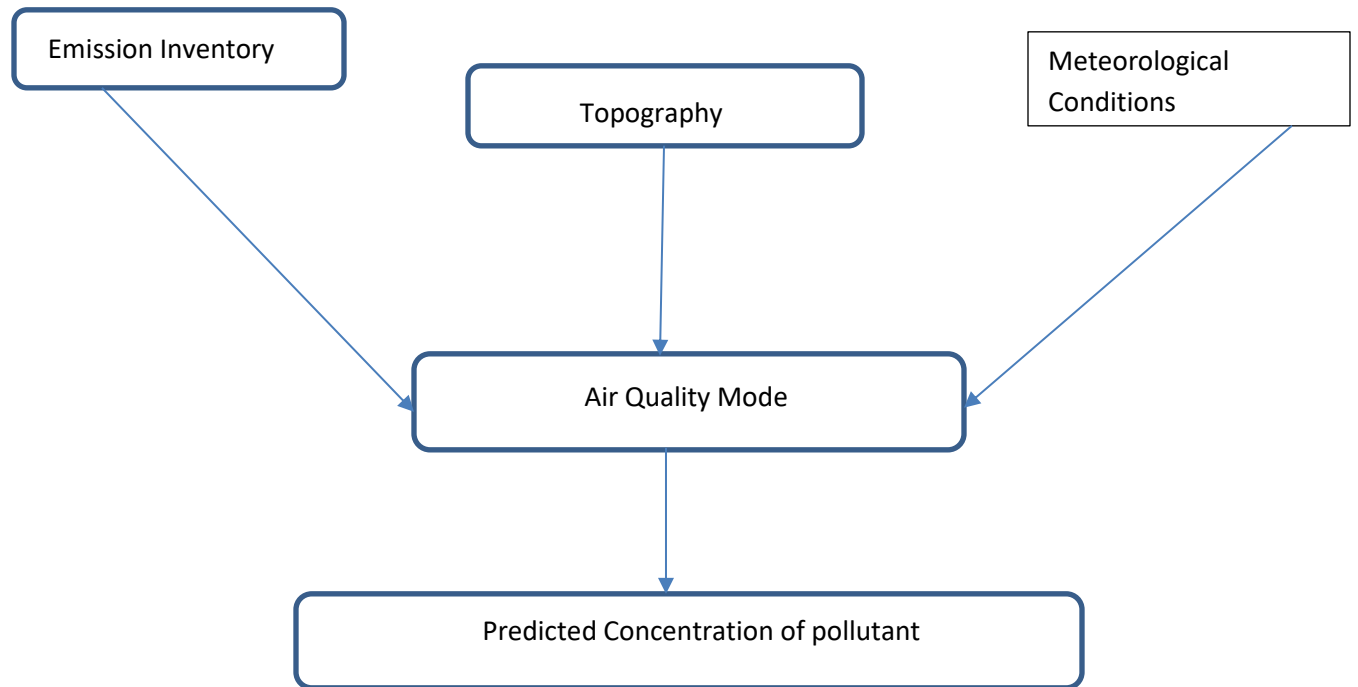 Emission Inventory
Topography
Meteorological
Conditions
Air Quality Mode
Predicted Concentration of pollutant